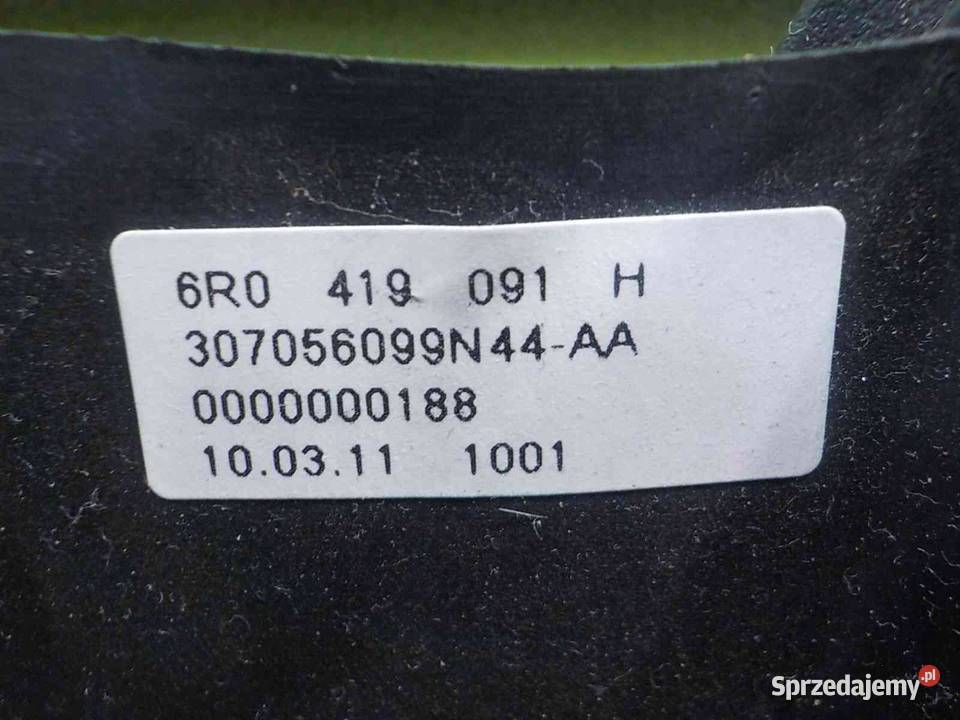 6R0 419 091 H
307056099N44-AA
0000000188
10.03.11 1001
Sprzedajemy.pl